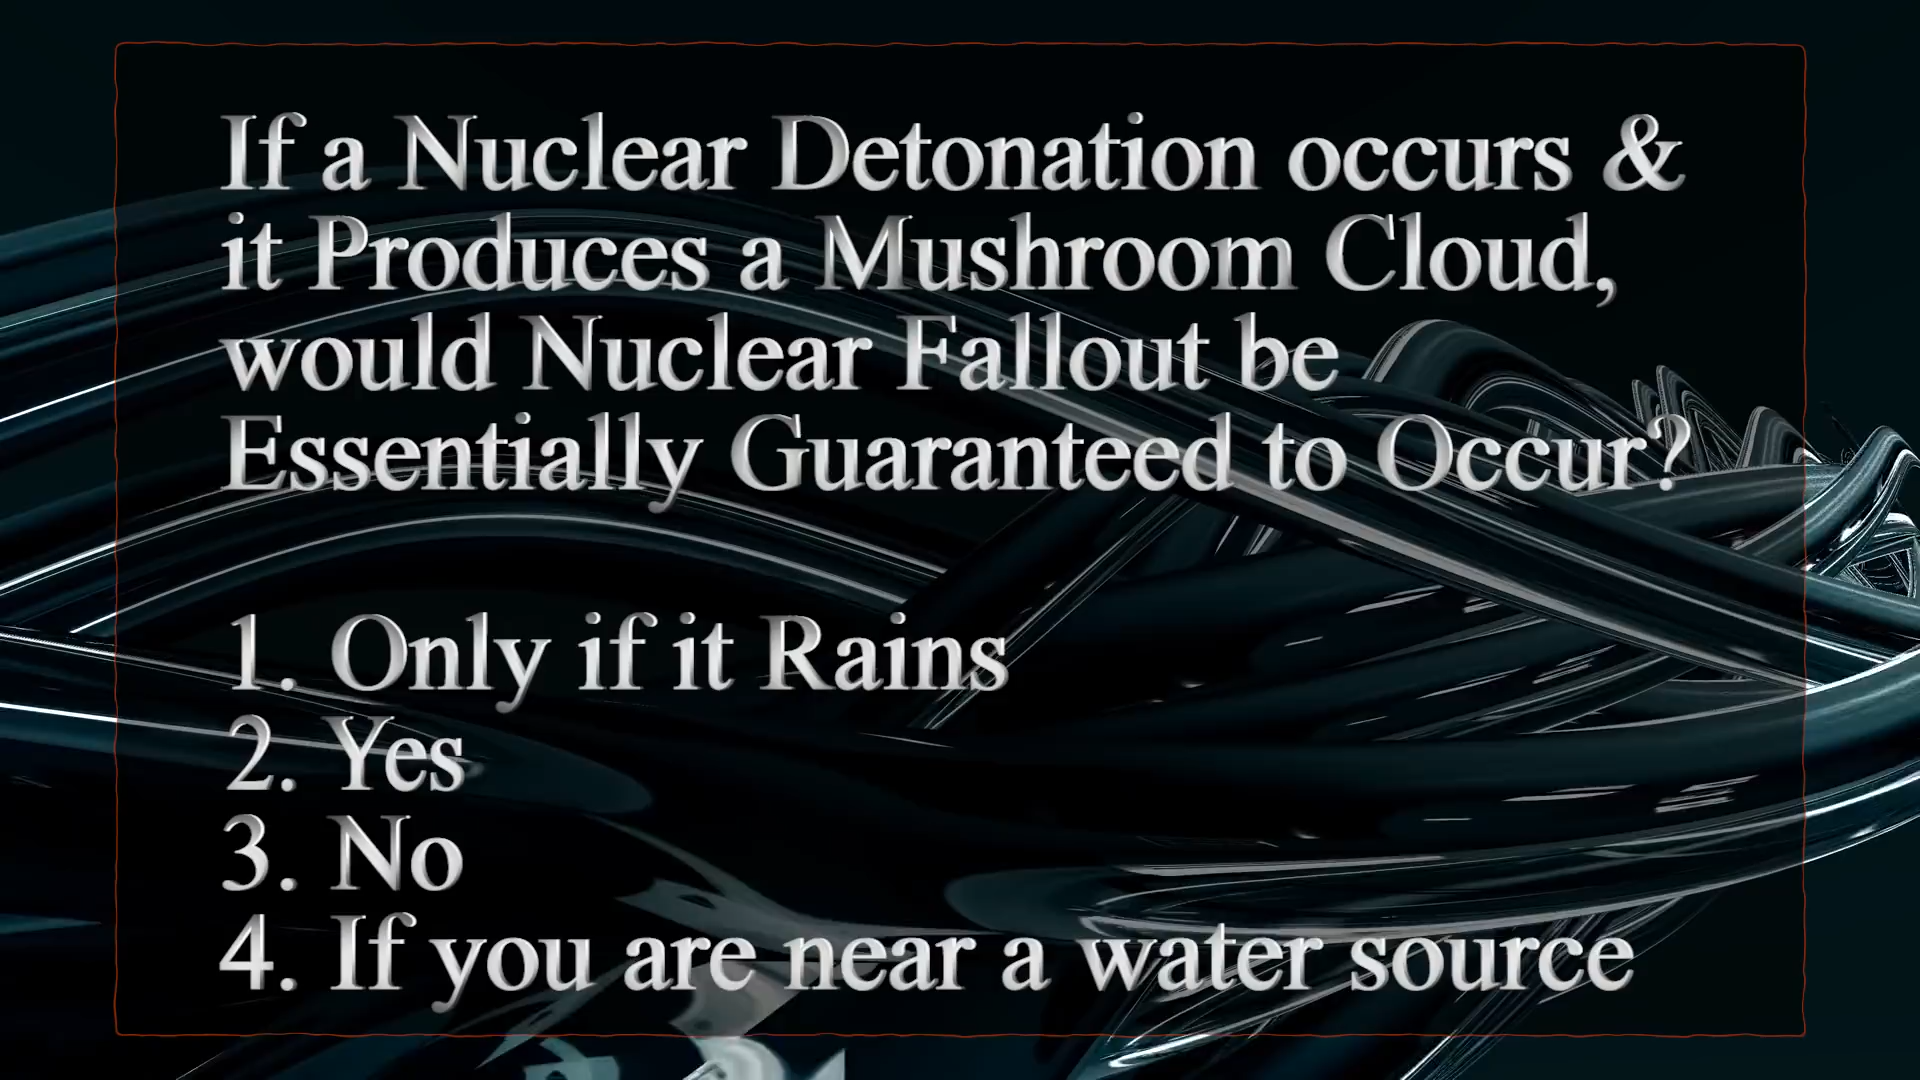 If a Nuclear Detonation occurs &
it Produces a Mushroom Cloud,
would Nuclear Fallout be
Essentially Guaranteed to Occur?
1. Only if it Rains
2. Yes
3. No
4. If you are near a water source